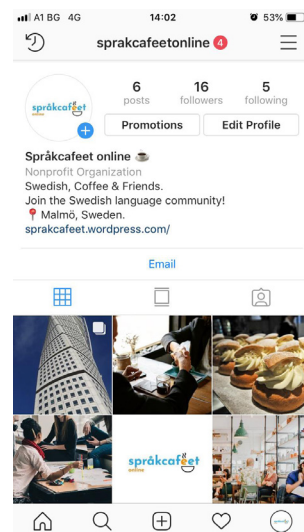 A1 BG 4G 14:02 53%
sprakcafeetonline 4
6 16 5
posts followers following
språkcafeet
online
Promotions Edit Profile
Språkcafeet online ☕
Nonprofit Organization
Swedish, Coffee & Friends.
Join the Swedish language community!
📍 Malmö, Sweden.
sprakcafeet.wordpress.com/
Email
språkcafeet
online